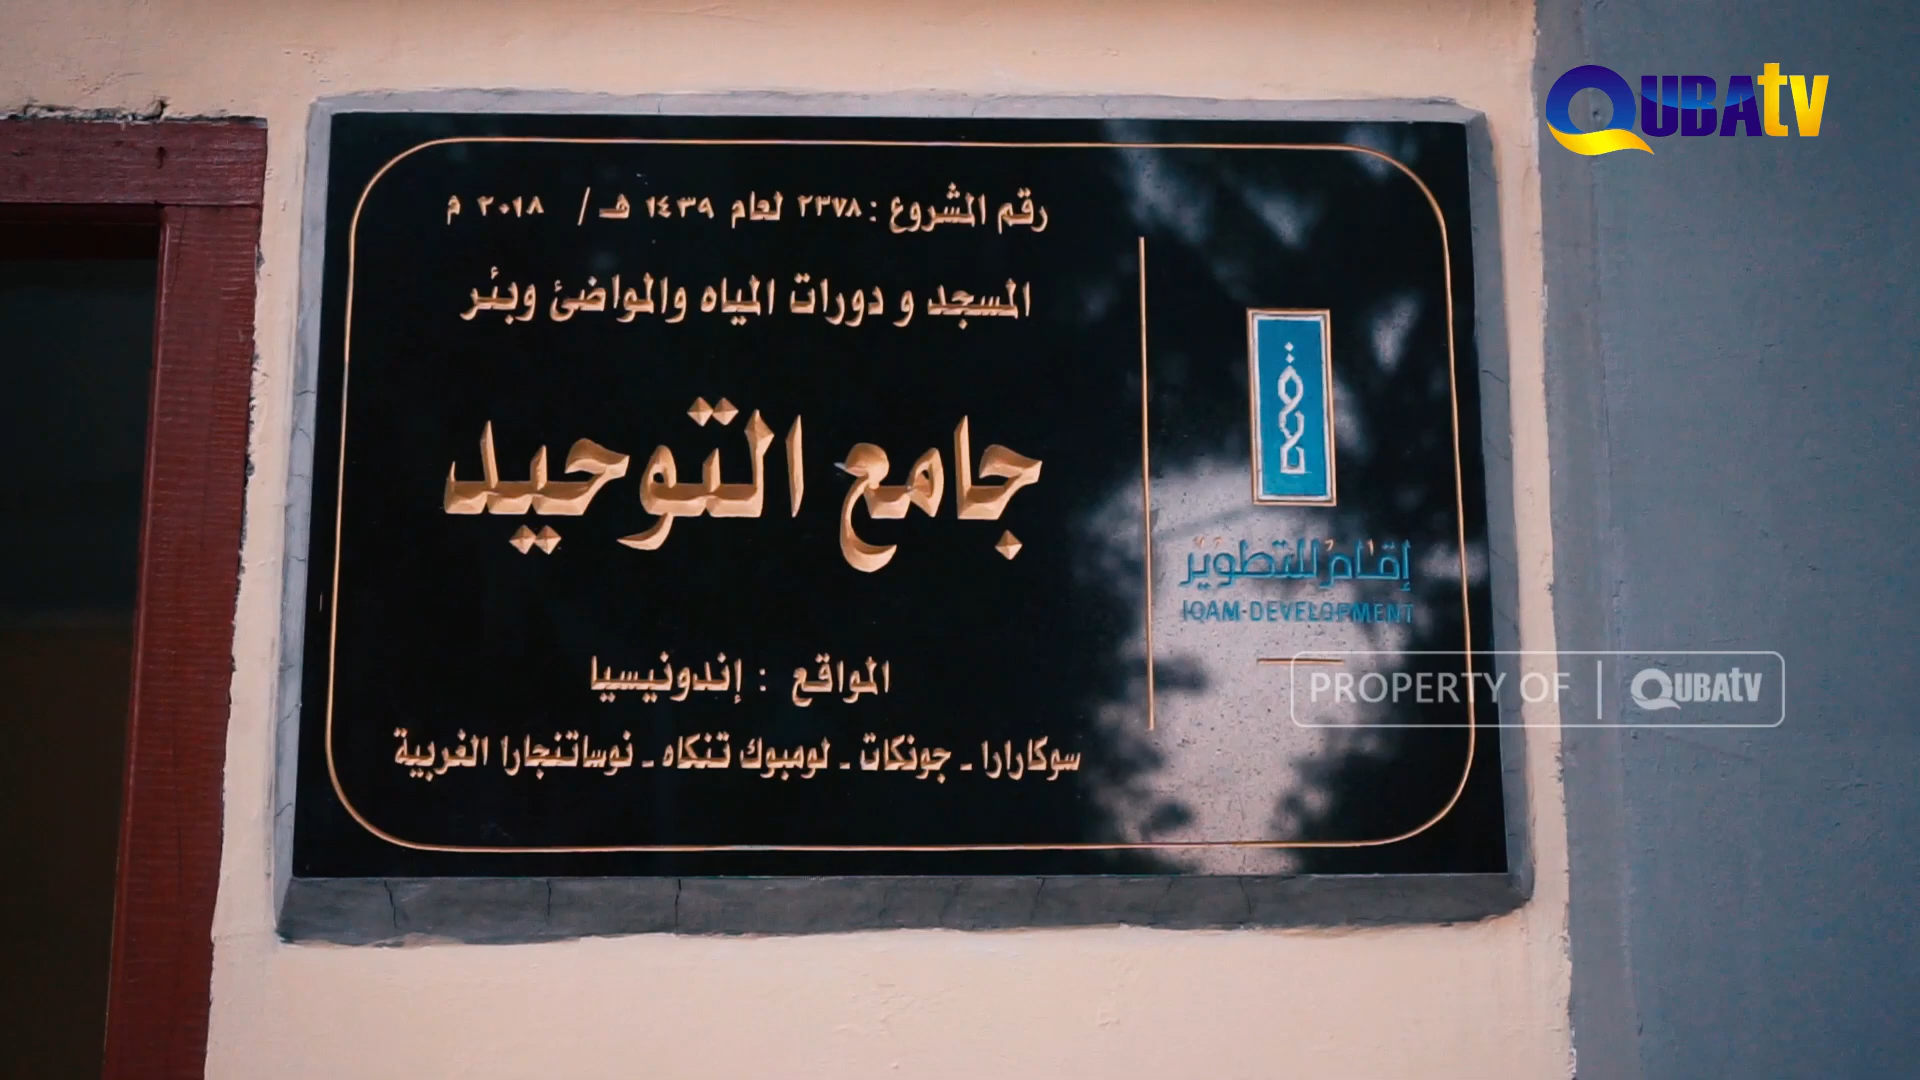 QUBATV
رقم المشروع : ٢٣٧٨ لعام ١٤٣٩ هـ / ٢٠١٨ م
المسجد و دورات المياه والمواضئ وبئر
جامع التوحيد
المواقع : إندونيسيا
سوكارارا ـ جونكات ـ لومبوك تنكاه ـ نوساتنجارا الغربية
إقام للتطوير
IQAM-DEVELOPMENT
PROPERTY OF | QUBATV